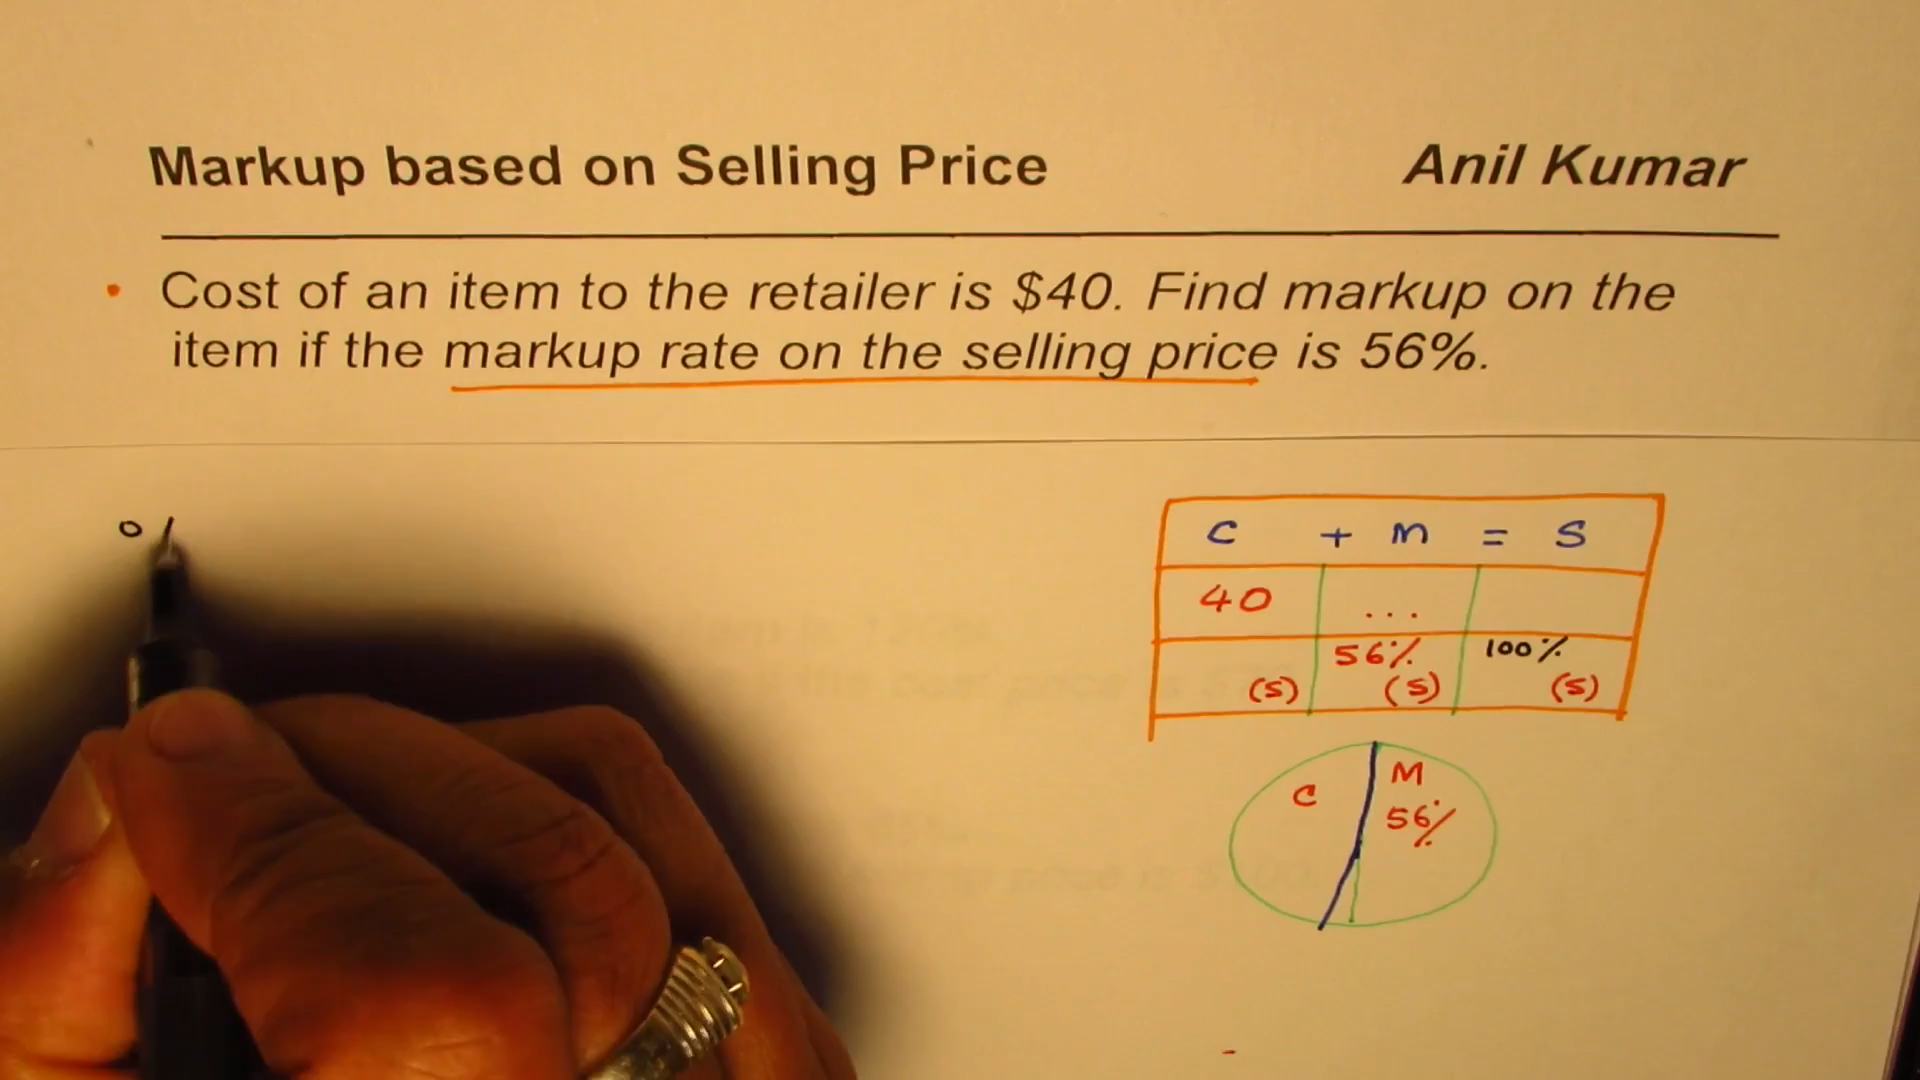 Markup based on Selling Price
Anil Kumar
• Cost of an item to the retailer is $40. Find markup on the
item if the markup rate on the selling price is 56%.
%
C + m = S
40 ...
56% 100%
(S) (S) (S)
C M
56%